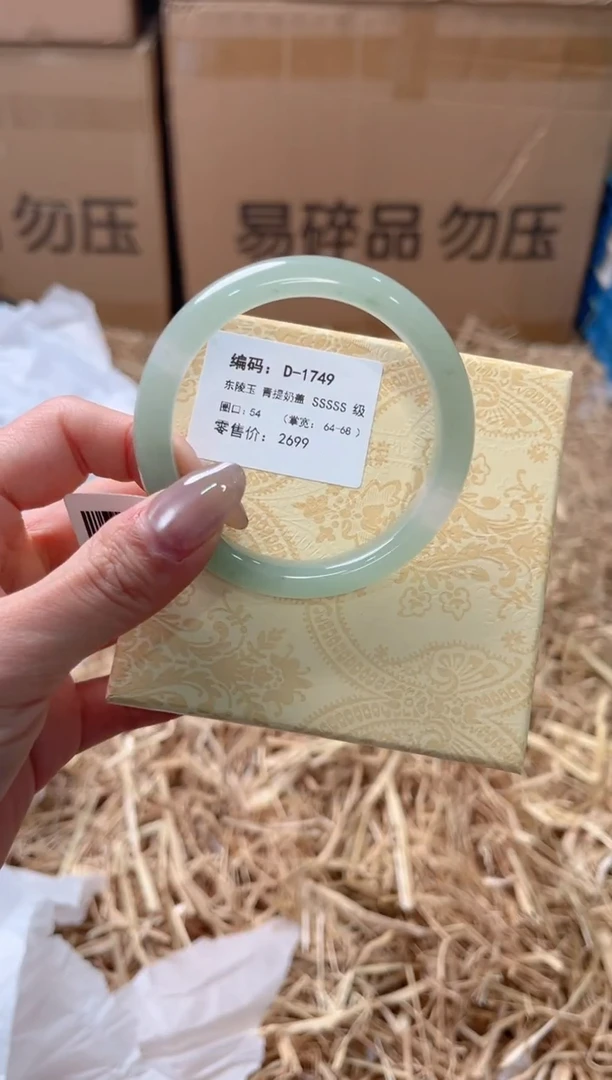 勿压
易碎品 勿压
编码: D-1749
东陵玉 青提奶盖 SSSSS 级
圈口: 54 (掌宽: 64-68 )
零售价: 2699